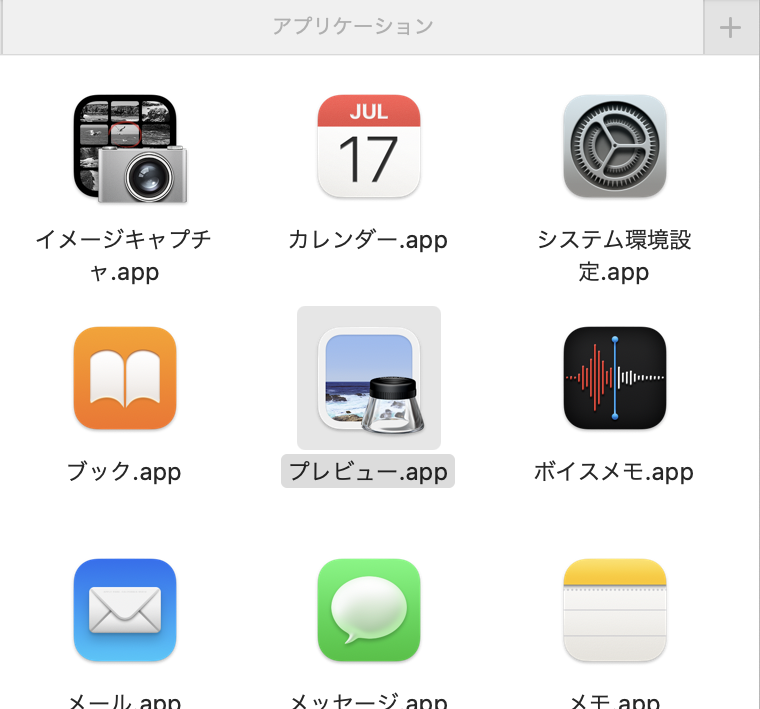 アプリケーション
JUL
17
イメージキャプチ
ャ.app
カレンダー.app
システム環境設
定.app
ブック.app
プレビュー.app
ボイスメモ.app
メール.app
メッセージ.app
メモ.app